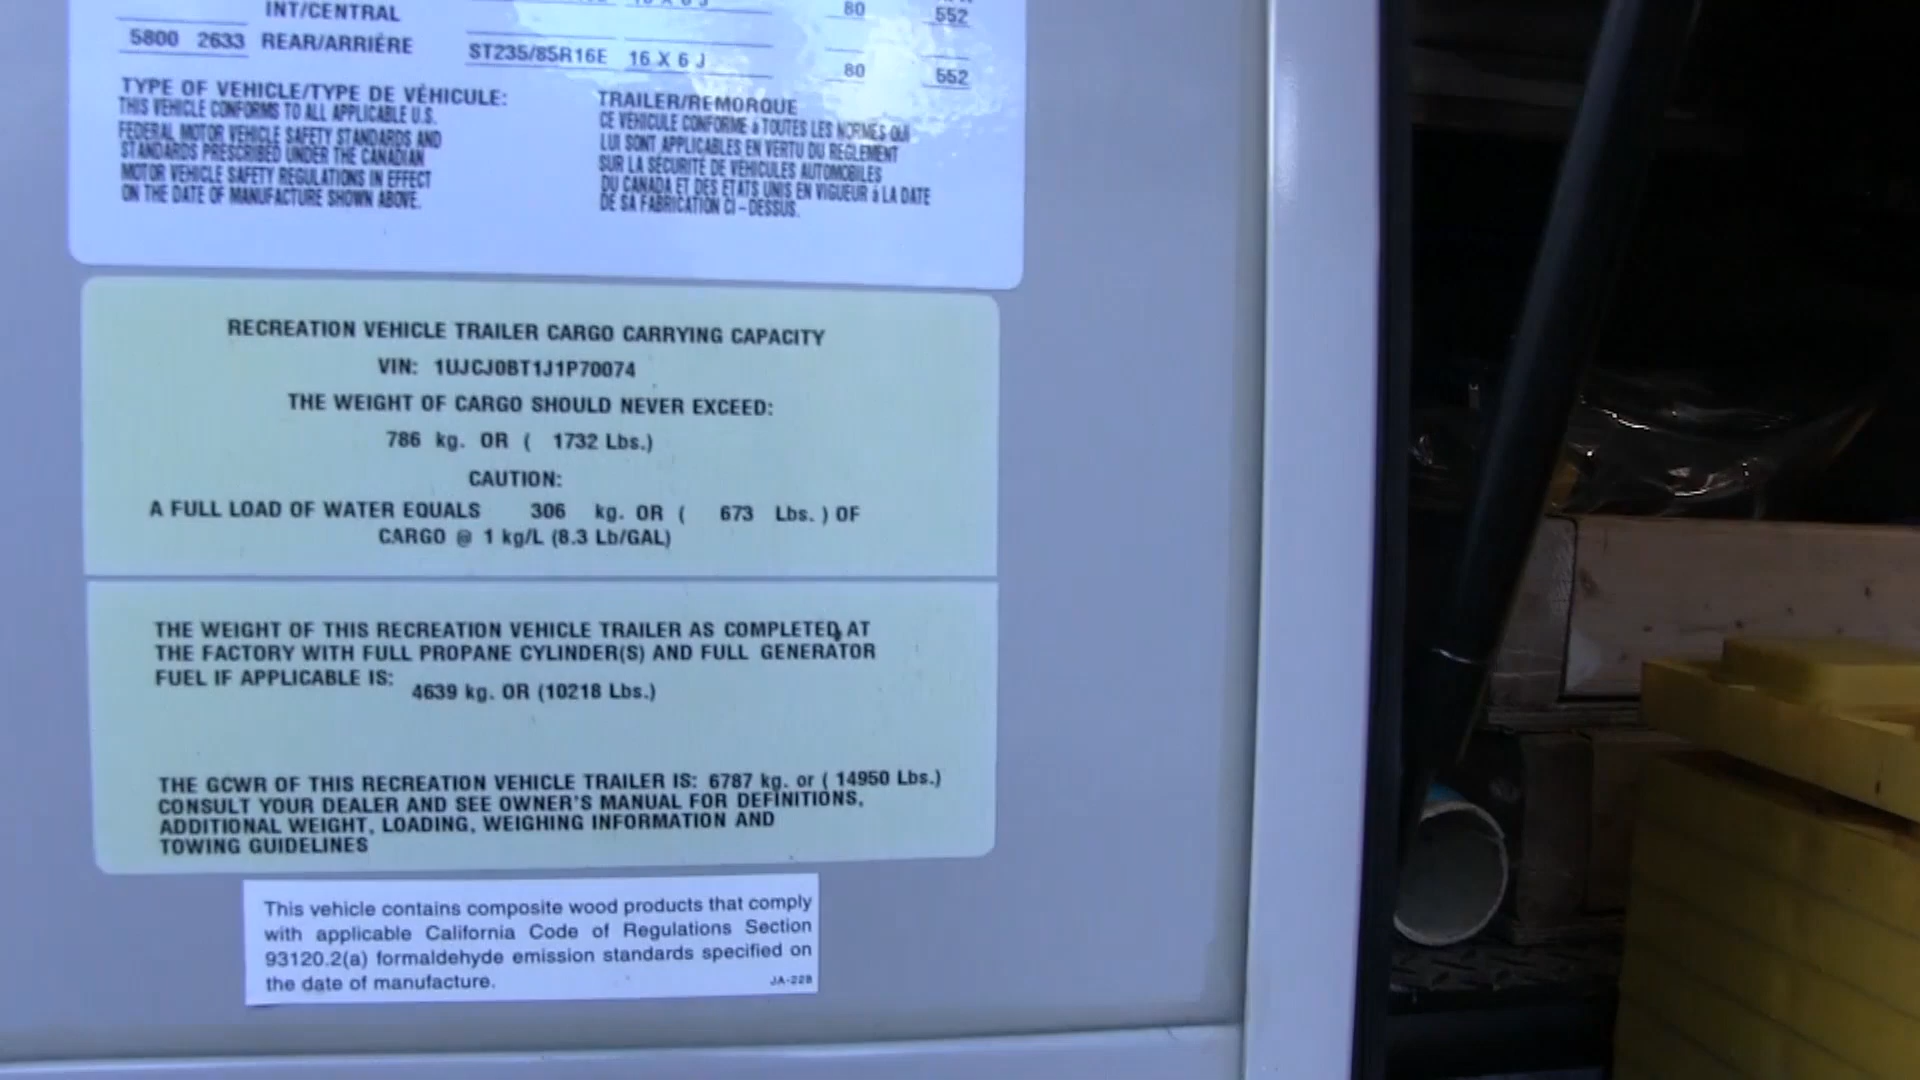 INT/CENTRAL 80 552
5800 2633 REAR/ARRIÉRE ST235/85R16E 16 X 6 J 80 552
TYPE OF VEHICLE/TYPE DE VÉHICULE:
THIS VEHICLE CONFORMS TO ALL APPLICABLE U.S.
FEDERAL MOTOR VEHICLE SAFETY STANDARDS AND
STANDARDS PRESCRIBED UNDER THE CANADIAN
MOTOR VEHICLE SAFETY REGULATIONS IN EFFECT
ON THE DATE OF MANUFACTURE SHOWN ABOVE.
TRAILER/REMORQUE
CE VÉHICULE CONFORME à TOUTES LES NORMES QUI
LUI SONT APPLICABLES EN VERTU DU RÈGLEMENT
SUR LA SÉCURITÉ DE VÉHICULES AUTOMOBILES
DU CANADA ET DES ETATS UNIS EN VIGUEUR à LA DATE
DE SA FABRICATION CI - DESSUS.
RECREATION VEHICLE TRAILER CARGO CARRYING CAPACITY
VIN: 1UJCJ0BT1J1P70074
THE WEIGHT OF CARGO SHOULD NEVER EXCEED:
786 kg. OR ( 1732 Lbs.)
CAUTION:
A FULL LOAD OF WATER EQUALS 306 kg. OR ( 673 Lbs. ) OF
CARGO @ 1 kg/L (8.3 Lb/GAL)
THE WEIGHT OF THIS RECREATION VEHICLE TRAILER AS COMPLETED AT
THE FACTORY WITH FULL PROPANE CYLINDER(S) AND FULL GENERATOR
FUEL IF APPLICABLE IS: 4639 kg. OR (10218 Lbs.)
THE GCWR OF THIS RECREATION VEHICLE TRAILER IS: 6787 kg. or ( 14950 Lbs.)
CONSULT YOUR DEALER AND SEE OWNER'S MANUAL FOR DEFINITIONS,
ADDITIONAL WEIGHT, LOADING, WEIGHING INFORMATION AND
TOWING GUIDELINES
This vehicle contains composite wood products that comply
with applicable California Code of Regulations Section
93120.2(a) formaldehyde emission standards specified on
the date of manufacture. JA-228